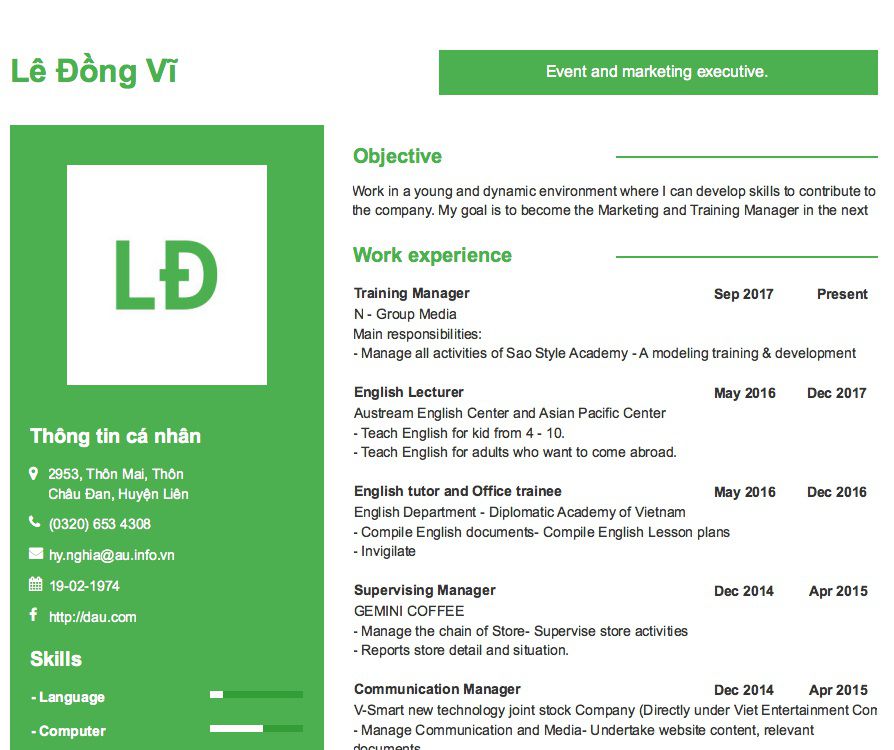 Lê Đồng Vĩ
Event and marketing executive.
LĐ
Thông tin cá nhân
2953, Thôn Mai, Thôn
Châu Đan, Huyện Liên
(0320) 653 4308
hy.nghia@au.info.vn
19-02-1974
http://dau.com
Skills
- Language
- Computer
Objective
Work in a young and dynamic environment where I can develop skills to contribute to
the company. My goal is to become the Marketing and Training Manager in the next
Work experience
Training Manager Sep 2017 Present
N - Group Media
Main responsibilities:
- Manage all activities of Sao Style Academy - A modeling training & development
English Lecturer May 2016 Dec 2017
Austream English Center and Asian Pacific Center
- Teach English for kid from 4 - 10.
- Teach English for adults who want to come abroad.
English tutor and Office trainee May 2016 Dec 2016
English Department - Diplomatic Academy of Vietnam
- Compile English documents- Compile English Lesson plans
- Invigilate
Supervising Manager Dec 2014 Apr 2015
GEMINI COFFEE
- Manage the chain of Store- Supervise store activities
- Reports store detail and situation.
Communication Manager Dec 2014 Apr 2015
V-Smart new technology joint stock Company (Directly under Viet Entertainment
- Manage Communication and Media- Undertake website content, relevant
documents